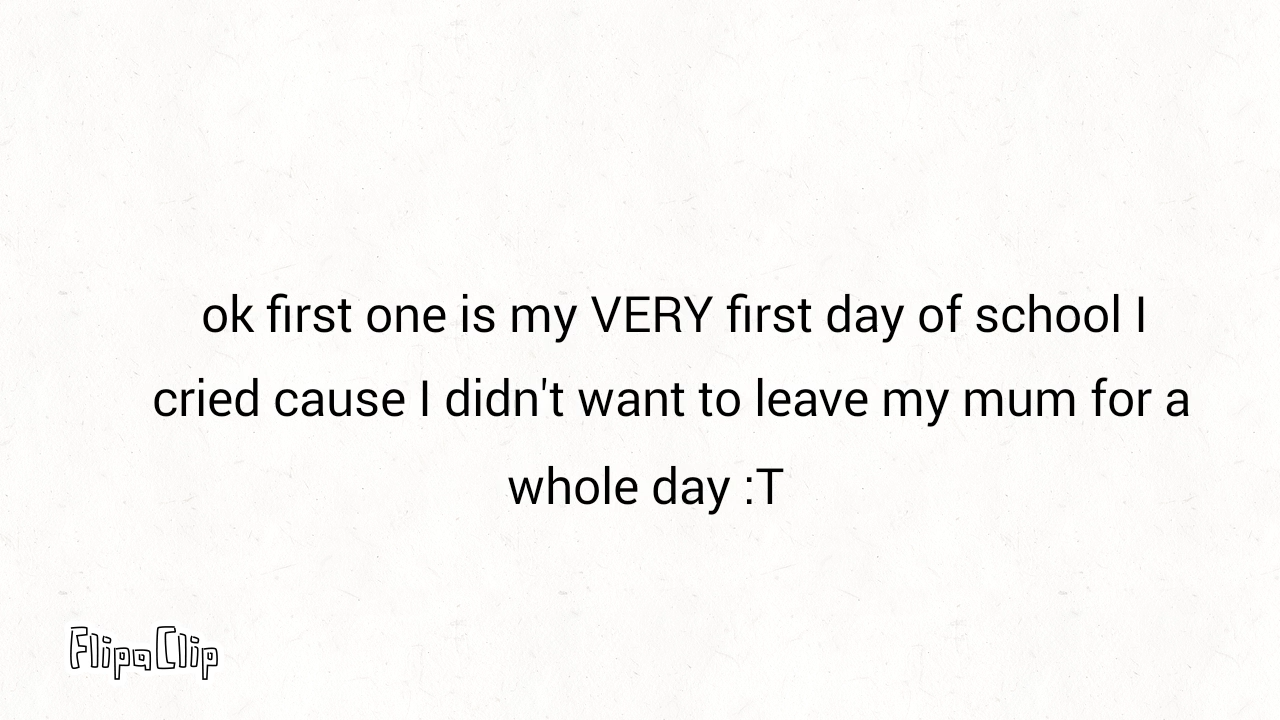 ok first one is my VERY first day of school I
cried cause I didn't want to leave my mum for a
whole day :T
FlipaClip